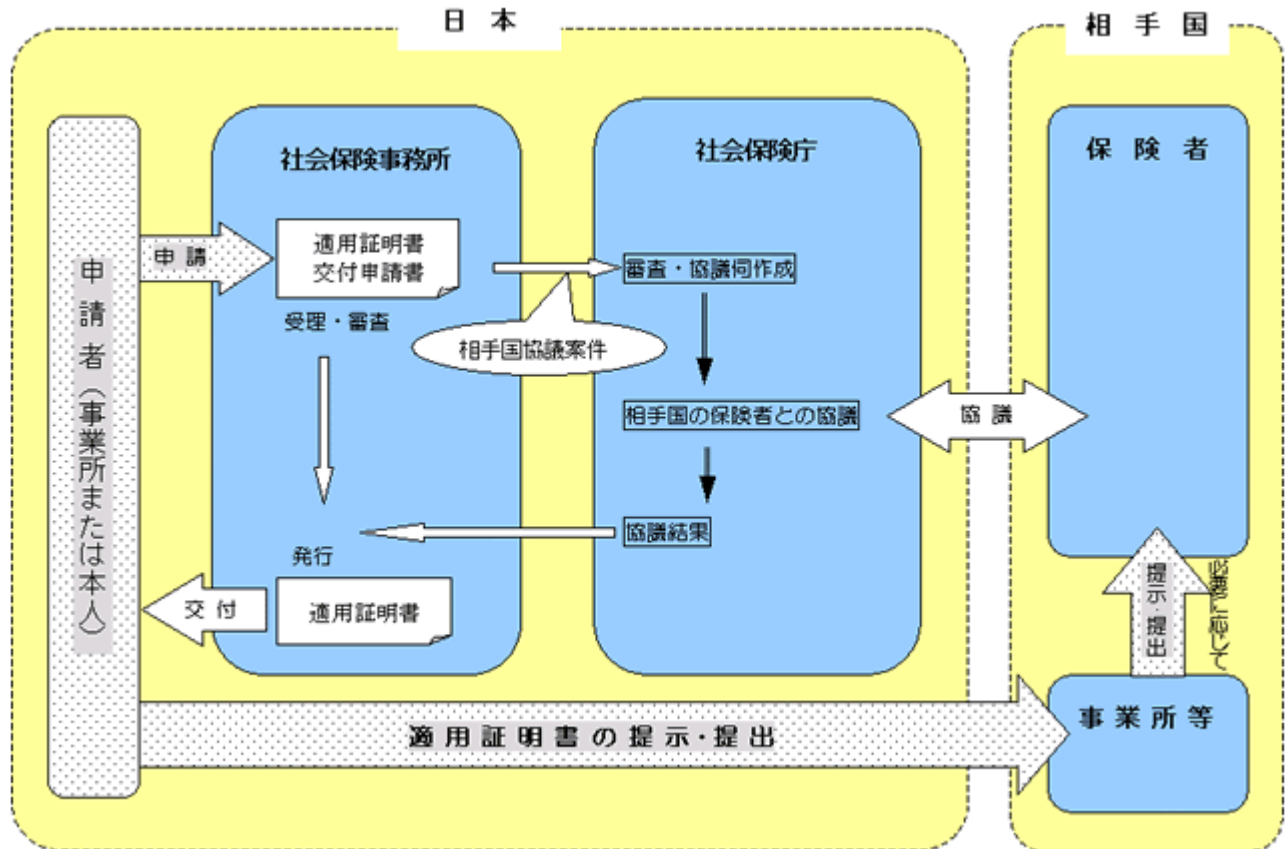 日本
相手国
社会保険事務所
社会保険庁
保険者
申請者（事業所または本人）
申請
適用証明書
交付申請書
受理・審査
相手国協議案件
審査・協議伺作成
相手国の保険者との協議
協議
協議結果
発行
適用証明書
交付
提示・提出
必要に応じて
事業所等
適用証明書の提示・提出